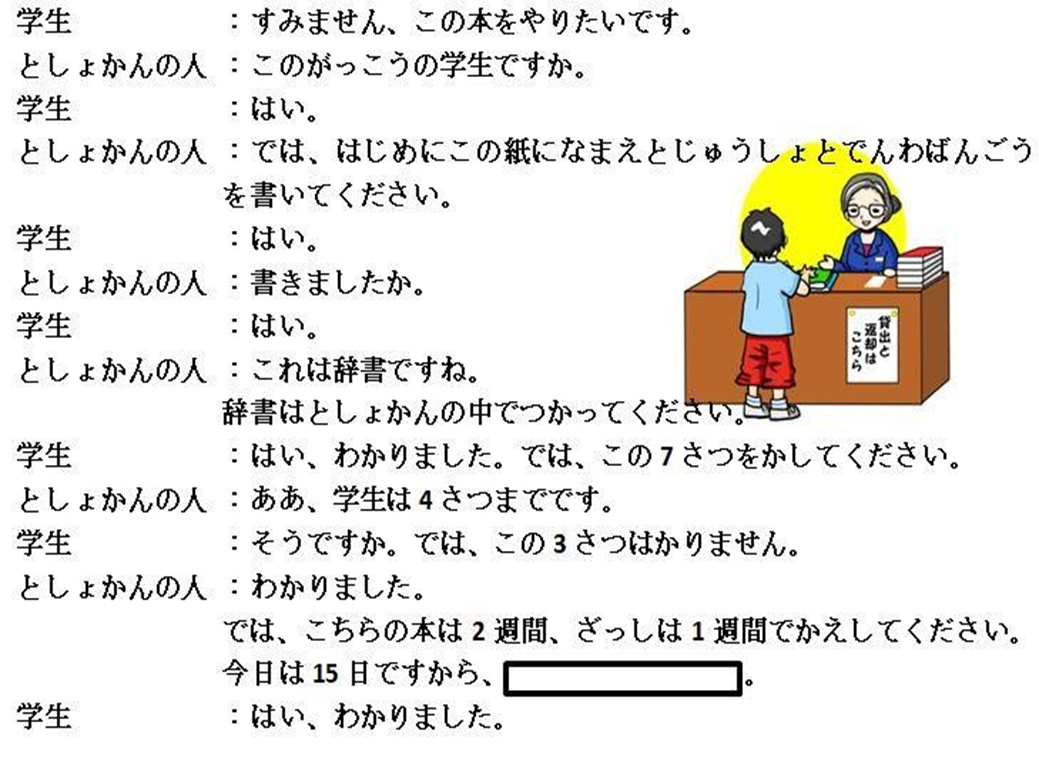 学生　：すみません、この本をやりたいです。
としょかんの人　：このがっこうの学生ですか。
学生　：はい。
としょかんの人　：では、はじめにこの紙になまえとじゅうしょとでんわばんごう
を書いてください。
学生　：はい。
としょかんの人　：書きましたか。
学生　：はい。
としょかんの人　：これは辞書ですね。
辞書はとしょかんの中でつかってください。
学生　：はい、わかりました。では、この 7 さつをかしてください。
としょかんの人　：ああ、学生は 4 さつまでです。
学生　：そうですか。では、この 3 さつはかりません。
としょかんの人　：わかりました。
では、こちらの本は 2 週間、ざっしは 1 週間でかえしてください。
今日は 15 日ですから、　　　　。
学生　：はい、わかりました。
貸出と
返却は
こちら